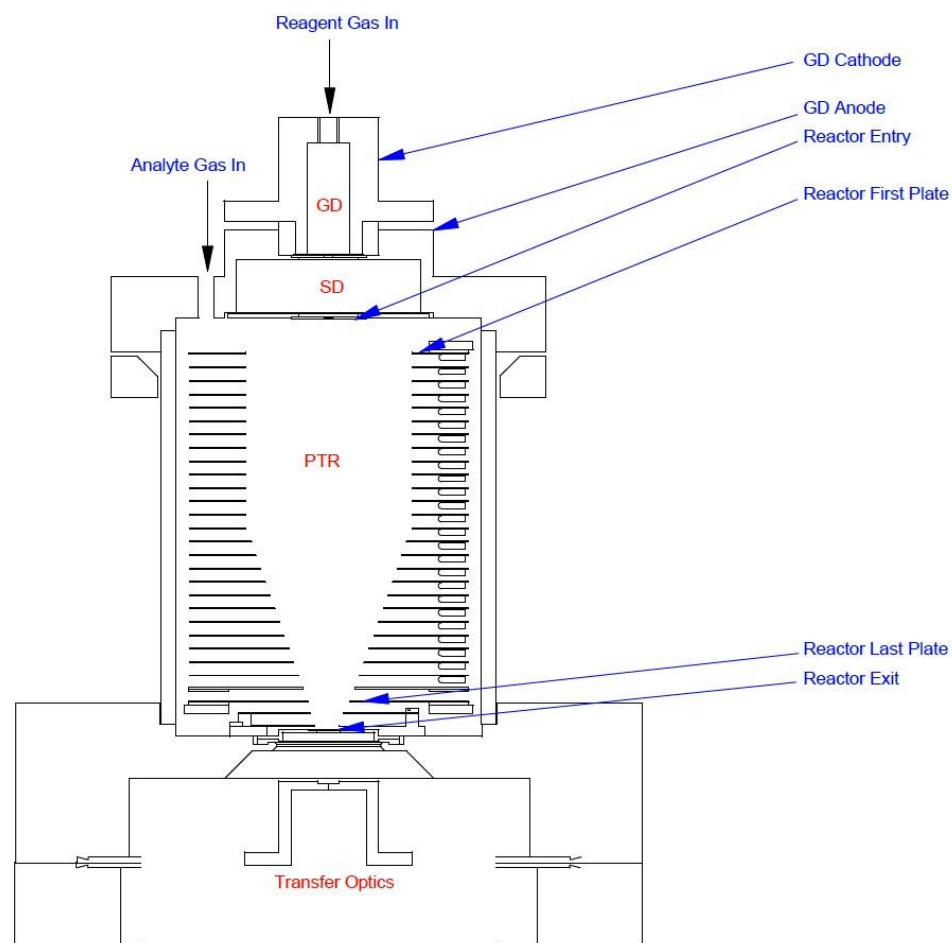 Reagent Gas In
GD Cathode
GD Anode
Reactor Entry
Analyte Gas In
Reactor First Plate
GD
SD
PTR
Reactor Last Plate
Reactor Exit
Transfer Optics